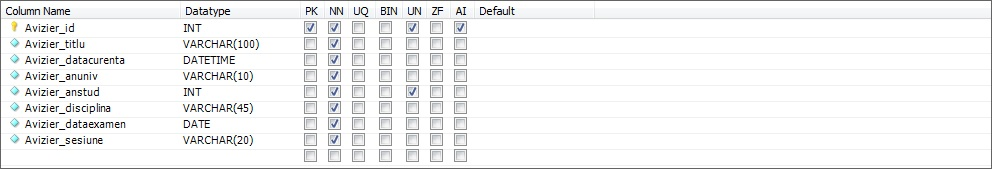 Column Name Datatype PK NN UQ BIN UN ZF AI Default
Avizier_id INT
Avizier_titlu VARCHAR(100)
Avizier_datacurenta DATETIME
Avizier_anuniv VARCHAR(10)
Avizier_anstud INT
Avizier_disciplina VARCHAR(45)
Avizier_dataexamen DATE
Avizier_sesiune VARCHAR(20)